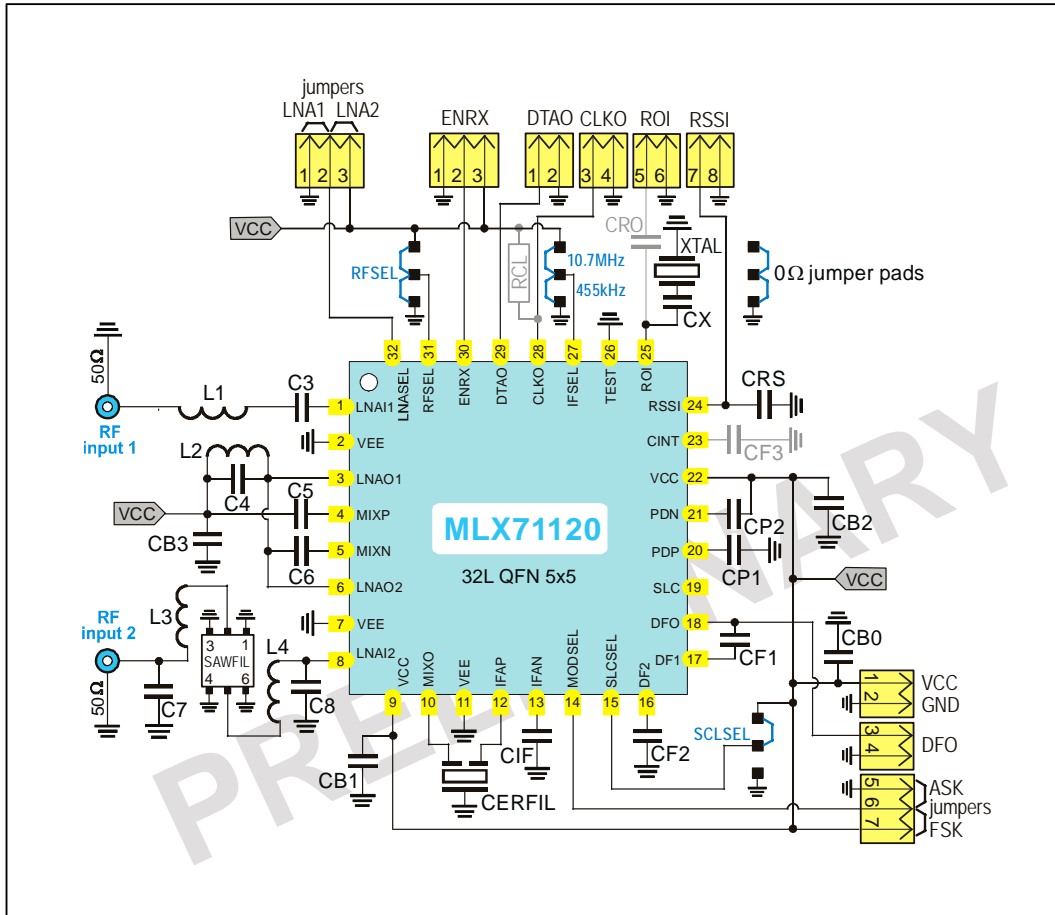 jumpers
LNA1 LNA2
ENRX
DTAO
CLKO
ROI
RSSI
1 2 3
1 2 3
1 2
3 4
5 6
7 8
VCC
RFSEL
RCL
10.7MHz
455kHz
CRO
XTAL
CX
0Ω jumper pads
32 31 30 29 28 27 26 25
LNASEL
RFSEL
ENRX
DTAO
CLKO
IFSEL
TEST
ROI
50Ω
RF
input 1
L1
C3
1 LNAI1
2 VEE
3 LNAO1
4 MIXP
5 MIXN
6 LNAO2
7 VEE
8 LNAI2
L2
C4
VCC
C5
CB3
C6
RF
input 2
50Ω
L3
C7
3 1
SAWFIL
4 6
L4
C8
MLX71120
32L QFN 5x5
RSSI 24
CINT 23
VCC 22
PDN 21
PDP 20
SLC 19
DFO 18
DF1 17
CRS
CF3
CP2
CB2
CP1
VCC
CF1
CB0
VCC
MIXO
VEE
IFAP
IFAN
MODSEL
SLCSEL
DF2
9 10 11 12 13 14 15 16
CB1
CERFIL
CIF
CF2
SCLSEL
1 VCC
2 GND
3 4 DFO
5 ASK
6 jumpers
7 FSK
PRELIMINARY